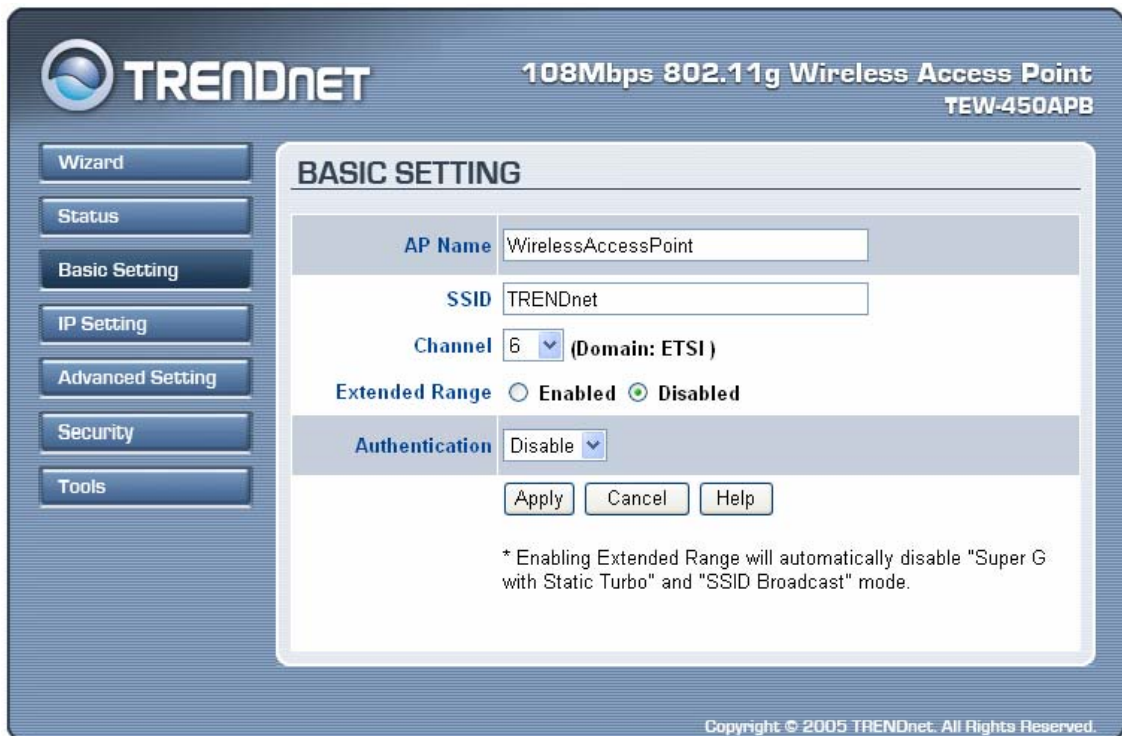 TRENDnet
108Mbps 802.11g Wireless Access Point
TEW-450APB
Wizard
Status
Basic Setting
IP Setting
Advanced Setting
Security
Tools
BASIC SETTING
AP Name WirelessAccessPoint
SSID TRENDnet
Channel 6 (Domain: ETSI )
Extended Range Enabled Disabled
Authentication Disable
Apply Cancel Help
* Enabling Extended Range will automatically disable "Super G
with Static Turbo" and "SSID Broadcast" mode.
Copyright © 2005 TRENDnet. All Rights Reserved.